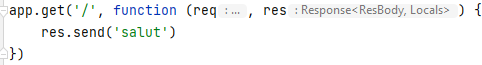 app.get('/', function (req : ... , res : Response<ResBody, Locals> ) {
    res.send('salut')
})